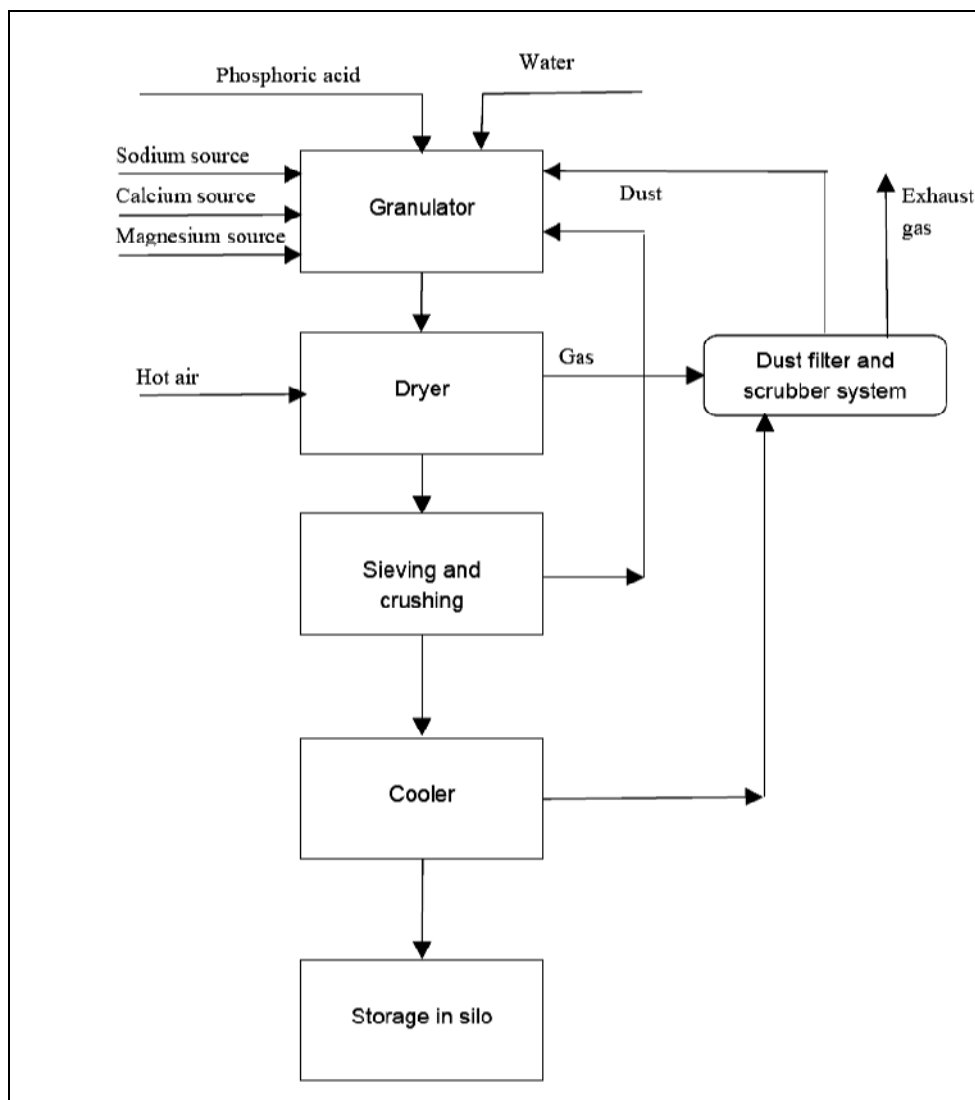 Phosphoric acid
Water
Sodium source
Calcium source
Magnesium source
Granulator
Dust
Exhaust
gas
Hot air
Dryer
Gas
Dust filter and
scrubber system
Sieving and
crushing
Cooler
Storage in silo